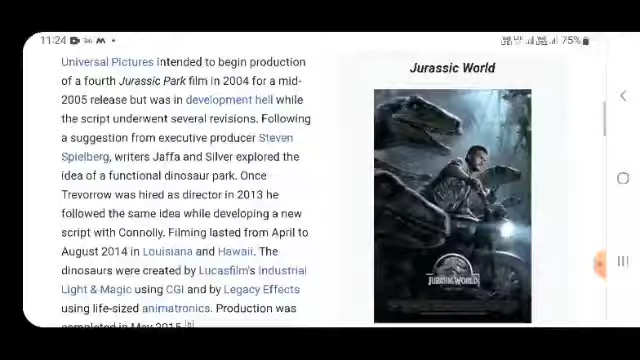 11:24
75%
Universal Pictures intended to begin production
of a fourth Jurassic Park film in 2004 for a mid-
2005 release but was in development hell while
the script underwent several revisions. Following
a suggestion from executive producer Steven
Spielberg, writers Jaffa and Silver explored the
idea of a functional dinosaur park. Once
Trevorrow was hired as director in 2013 he
followed the same idea while developing a new
script with Connolly. Filming lasted from April to
August 2014 in Louisiana and Hawaii. The
dinosaurs were created by Lucasfilm's Industrial
Light & Magic using CGI and by Legacy Effects
using life-sized animatronics. Production was
completed in May 2015.
Jurassic World
JURASSIC WORLD